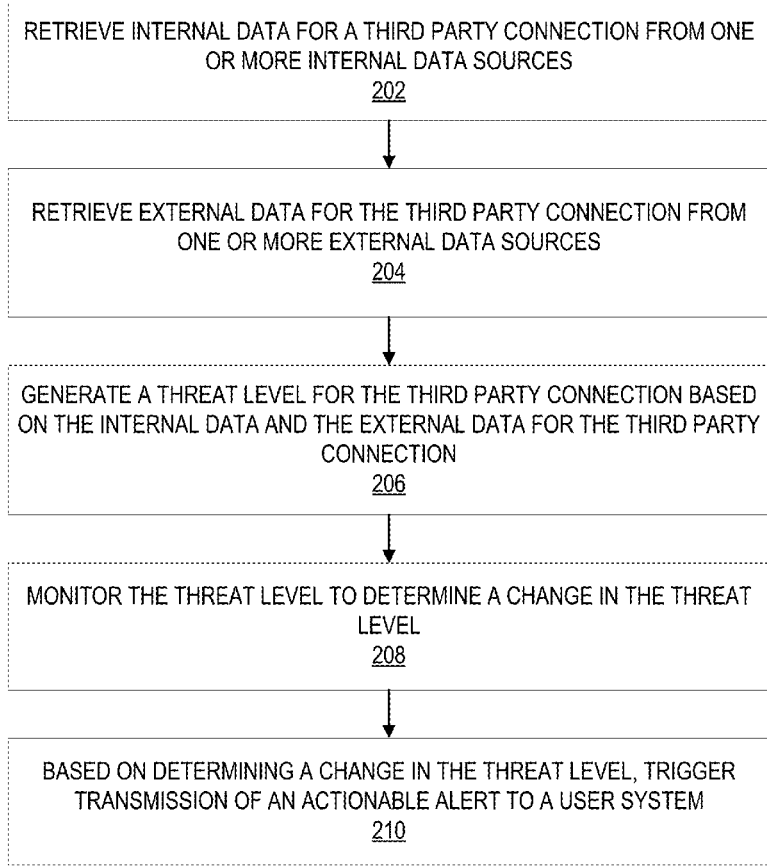 RETRIEVE INTERNAL DATA FOR A THIRD PARTY CONNECTION FROM ONE
OR MORE INTERNAL DATA SOURCES
202
RETRIEVE EXTERNAL DATA FOR THE THIRD PARTY CONNECTION FROM
ONE OR MORE EXTERNAL DATA SOURCES
204
GENERATE A THREAT LEVEL FOR THE THIRD PARTY CONNECTION BASED
ON THE INTERNAL DATA AND THE EXTERNAL DATA FOR THE THIRD PARTY
CONNECTION
206
MONITOR THE THREAT LEVEL TO DETERMINE A CHANGE IN THE THREAT
LEVEL
208
BASED ON DETERMINING A CHANGE IN THE THREAT LEVEL, TRIGGER
TRANSMISSION OF AN ACTIONABLE ALERT TO A USER SYSTEM
210